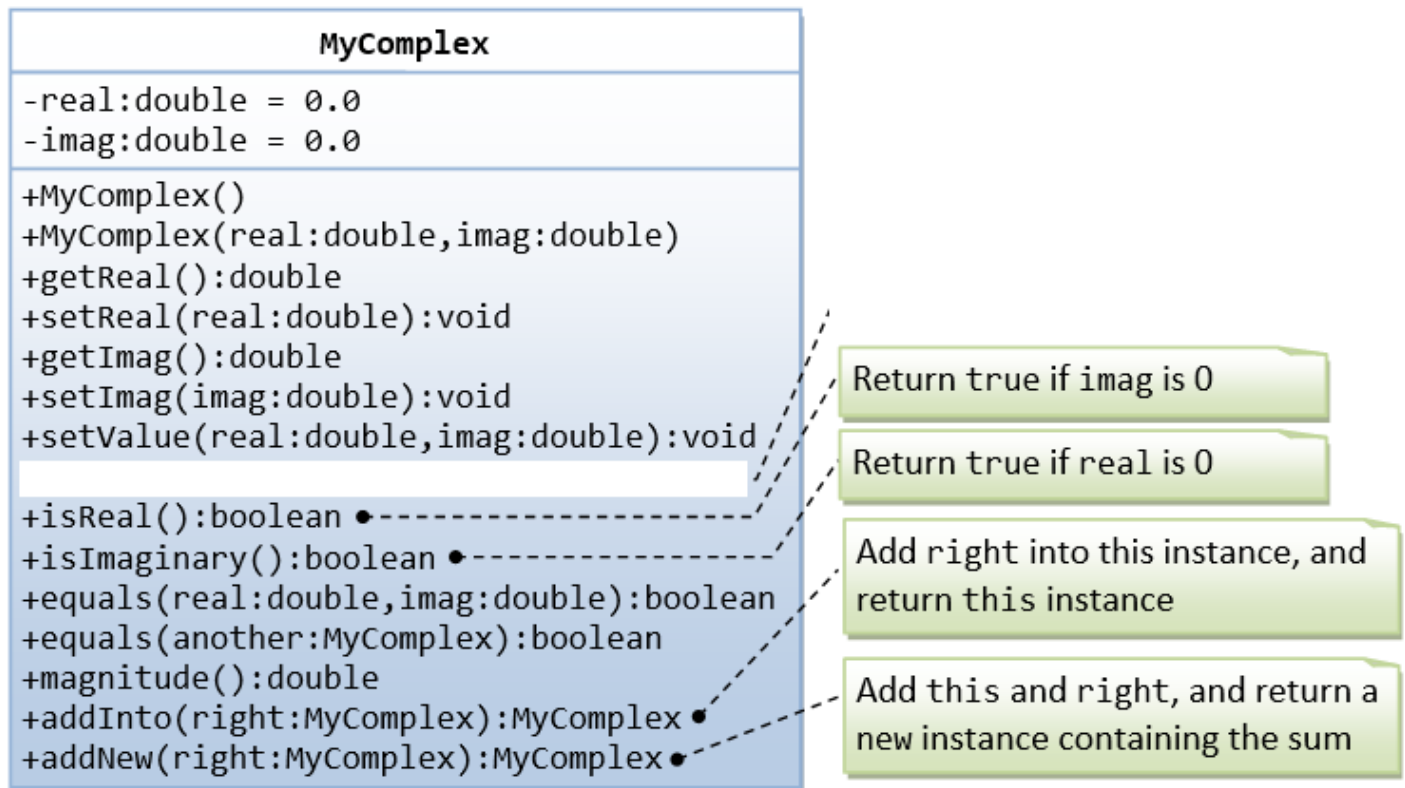 MyComplex
-real:double = 0.0
-imag:double = 0.0
+MyComplex()
+MyComplex(real:double,imag:double)
+getReal():double
+setReal(real:double):void
+getImag():double
+setImag(imag:double):void
+setValue(real:double,imag:double):void
+isReal():boolean
+isImaginary():boolean
+equals(real:double,imag:double):boolean
+equals(another:MyComplex):boolean
+magnitude():double
+addInto(right:MyComplex):MyComplex
+addNew(right:MyComplex):MyComplex
Return true if imag is 0
Return true if real is 0
Add right into this instance, and
return this instance
Add this and right, and return a
new instance containing the sum